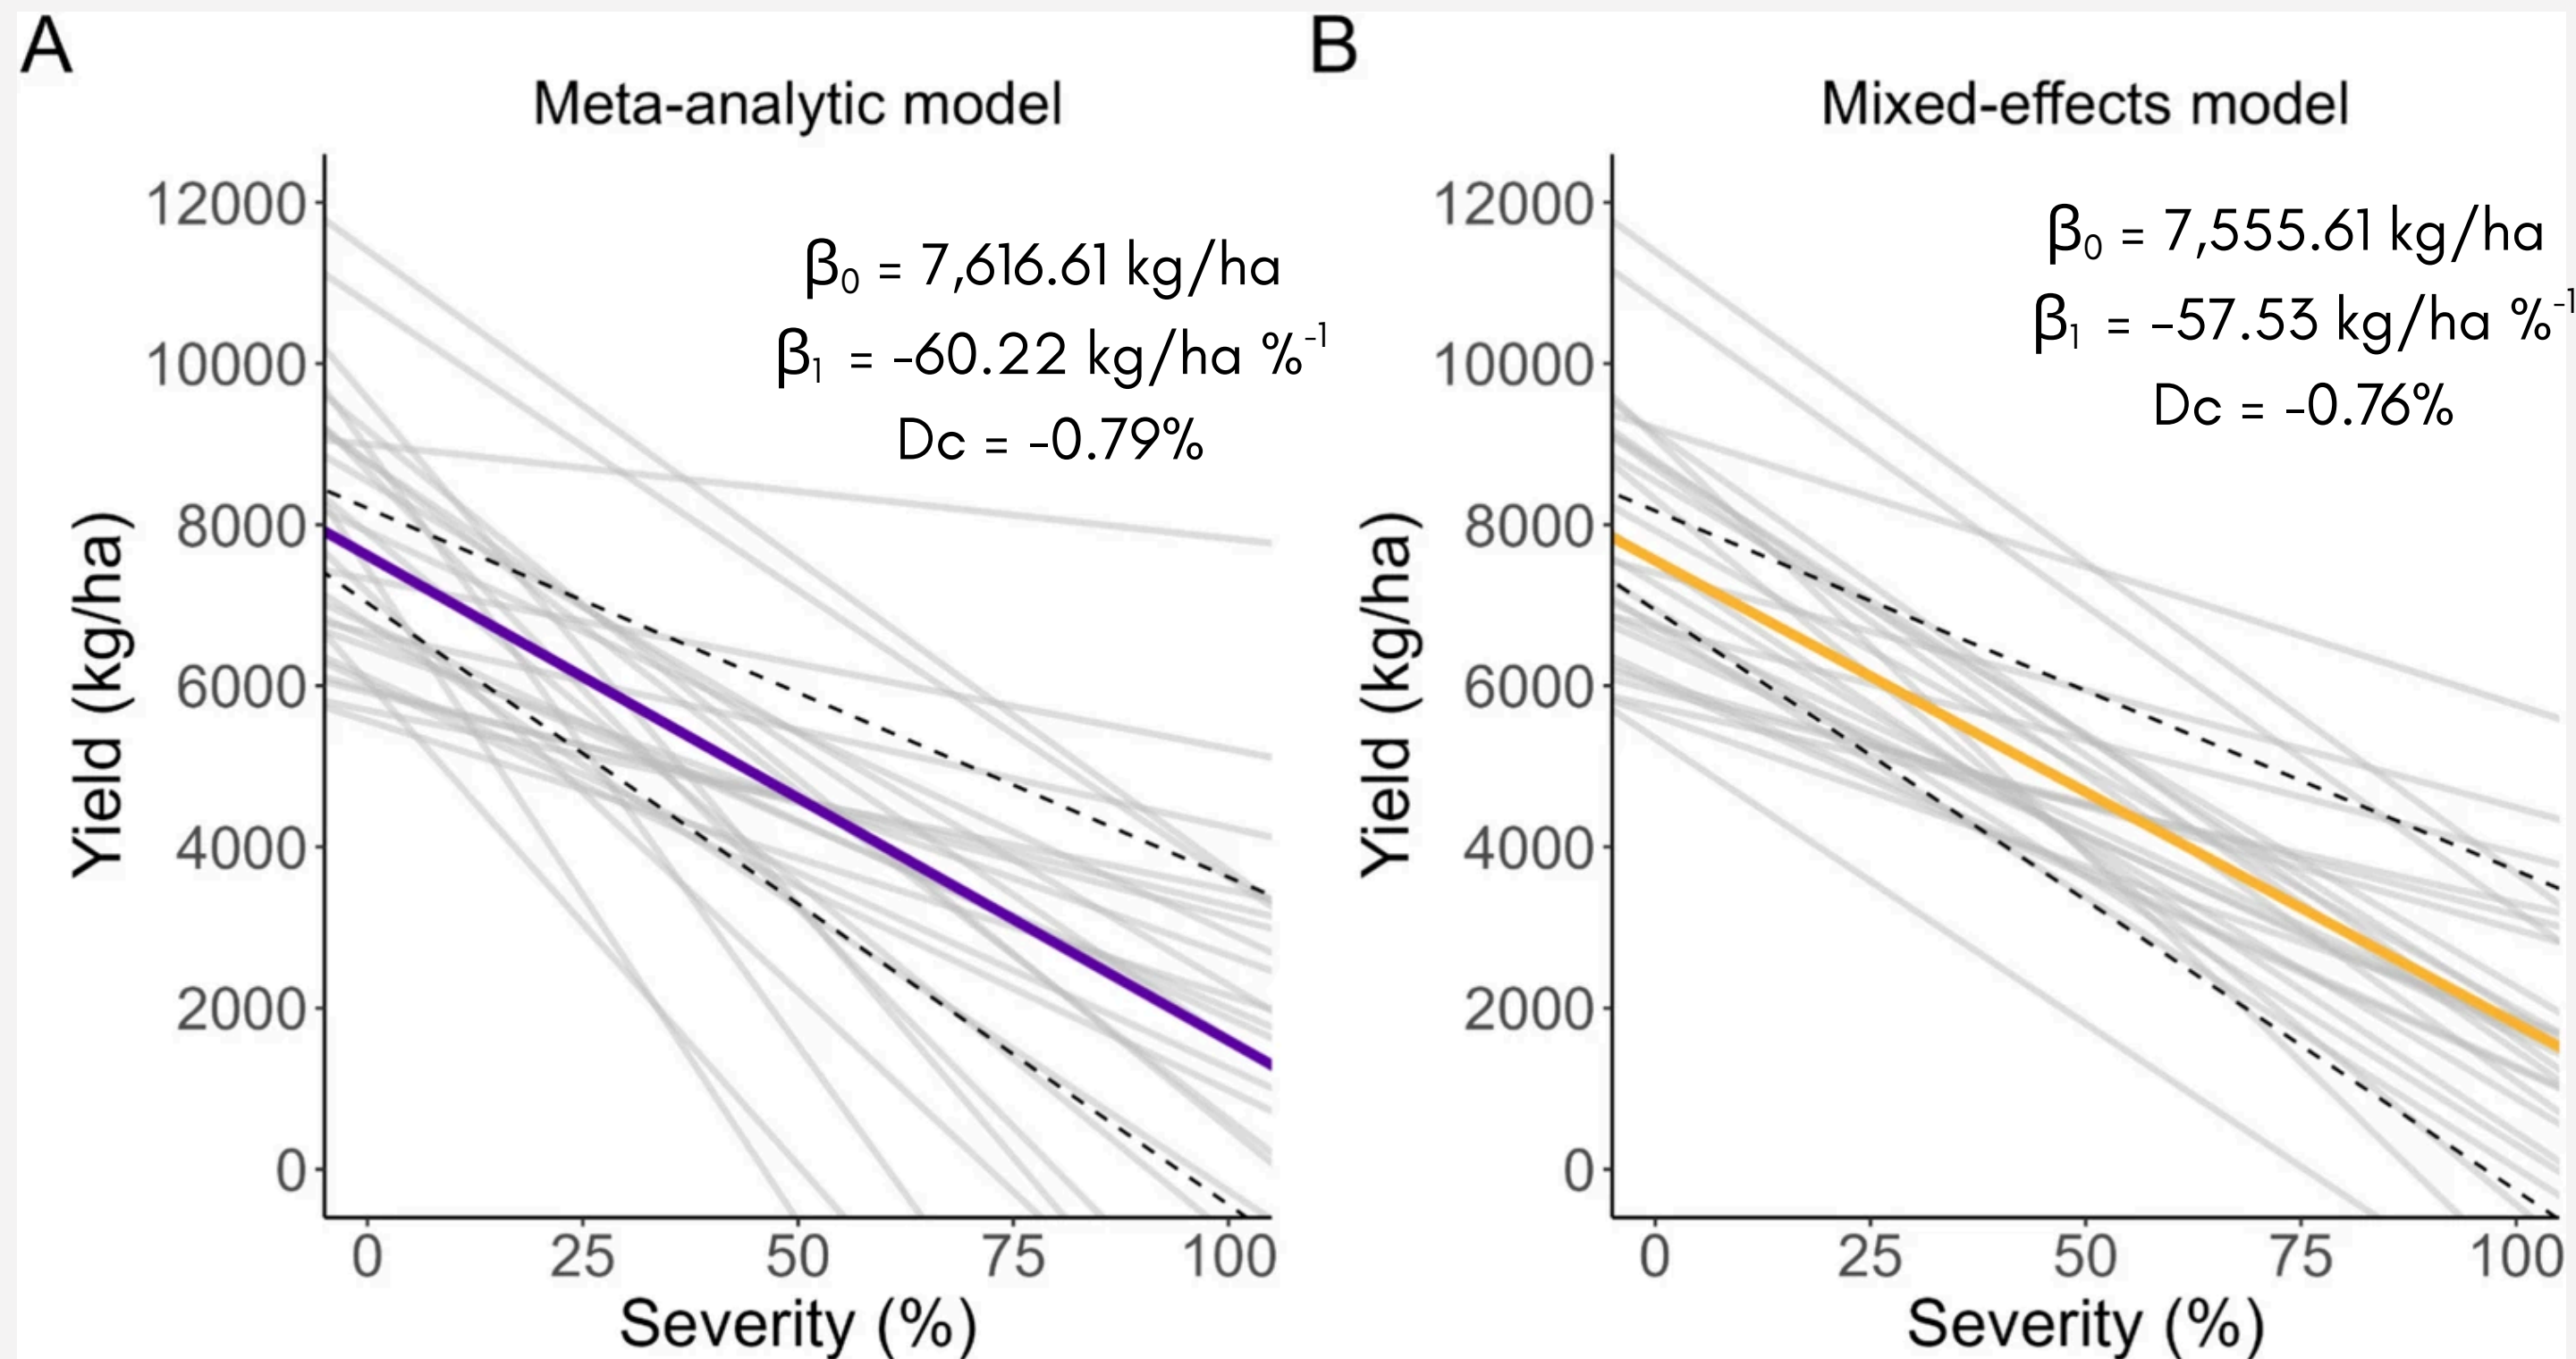 A
Meta-analytic model
12000
10000
8000
6000
4000
2000
0
Yield (kg/ha)
β₀ = 7,616.61 kg/ha
β₁ = -60.22 kg/ha %⁻¹
Dc = -0.79%
0 25 50 75 100
Severity (%)
B
Mixed-effects model
12000
10000
8000
6000
4000
2000
0
Yield (kg/ha)
β₀ = 7,555.61 kg/ha
β₁ = -57.53 kg/ha %⁻¹
Dc = -0.76%
0 25 50 75 100
Severity (%)